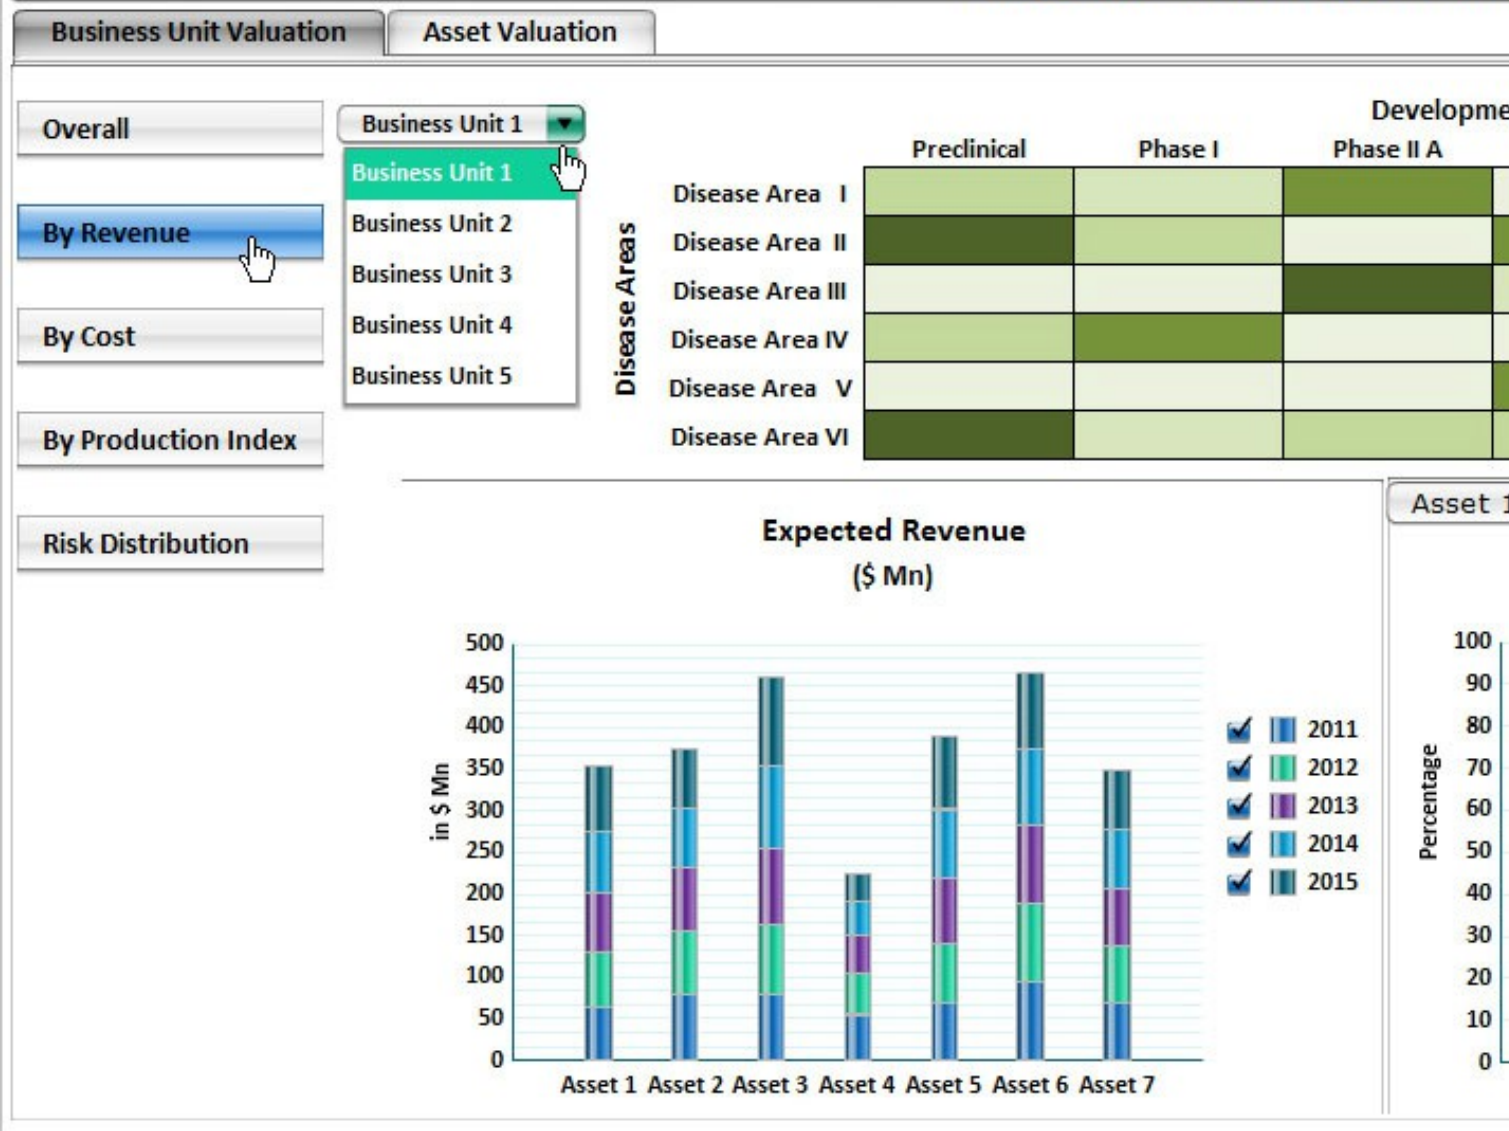 Business Unit Valuation
Asset Valuation
Overall
By Revenue
By Cost
By Production Index
Risk Distribution
Business Unit 1
Business Unit 1
Business Unit 2
Business Unit 3
Business Unit 4
Business Unit 5
Developme
Preclinical Phase I Phase II A
Disease Areas
Disease Area I
Disease Area II
Disease Area III
Disease Area IV
Disease Area V
Disease Area VI
Expected Revenue
($ Mn)
in $ Mn
500
450
400
350
300
250
200
150
100
50
0
Asset 1 Asset 2 Asset 3 Asset 4 Asset 5 Asset 6 Asset 7
2011
2012
2013
2014
2015
Asset 1
Percentage
100
90
80
70
60
50
40
30
20
10
0